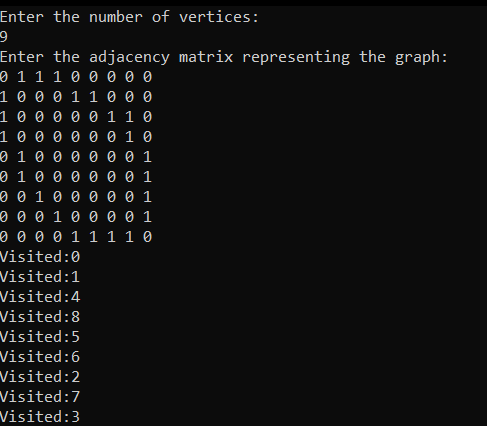 Enter the number of vertices:
9
Enter the adjacency matrix representing the graph:
0 1 1 1 0 0 0 0 0
1 0 0 0 1 1 0 0 0
1 0 0 0 0 0 1 1 0
1 0 0 0 0 0 0 1 0
0 1 0 0 0 0 0 0 1
0 1 0 0 0 0 0 0 1
0 0 1 0 0 0 0 0 1
0 0 0 1 0 0 0 0 1
0 0 0 0 1 1 1 1 0
Visited:0
Visited:1
Visited:4
Visited:8
Visited:5
Visited:6
Visited:2
Visited:7
Visited:3